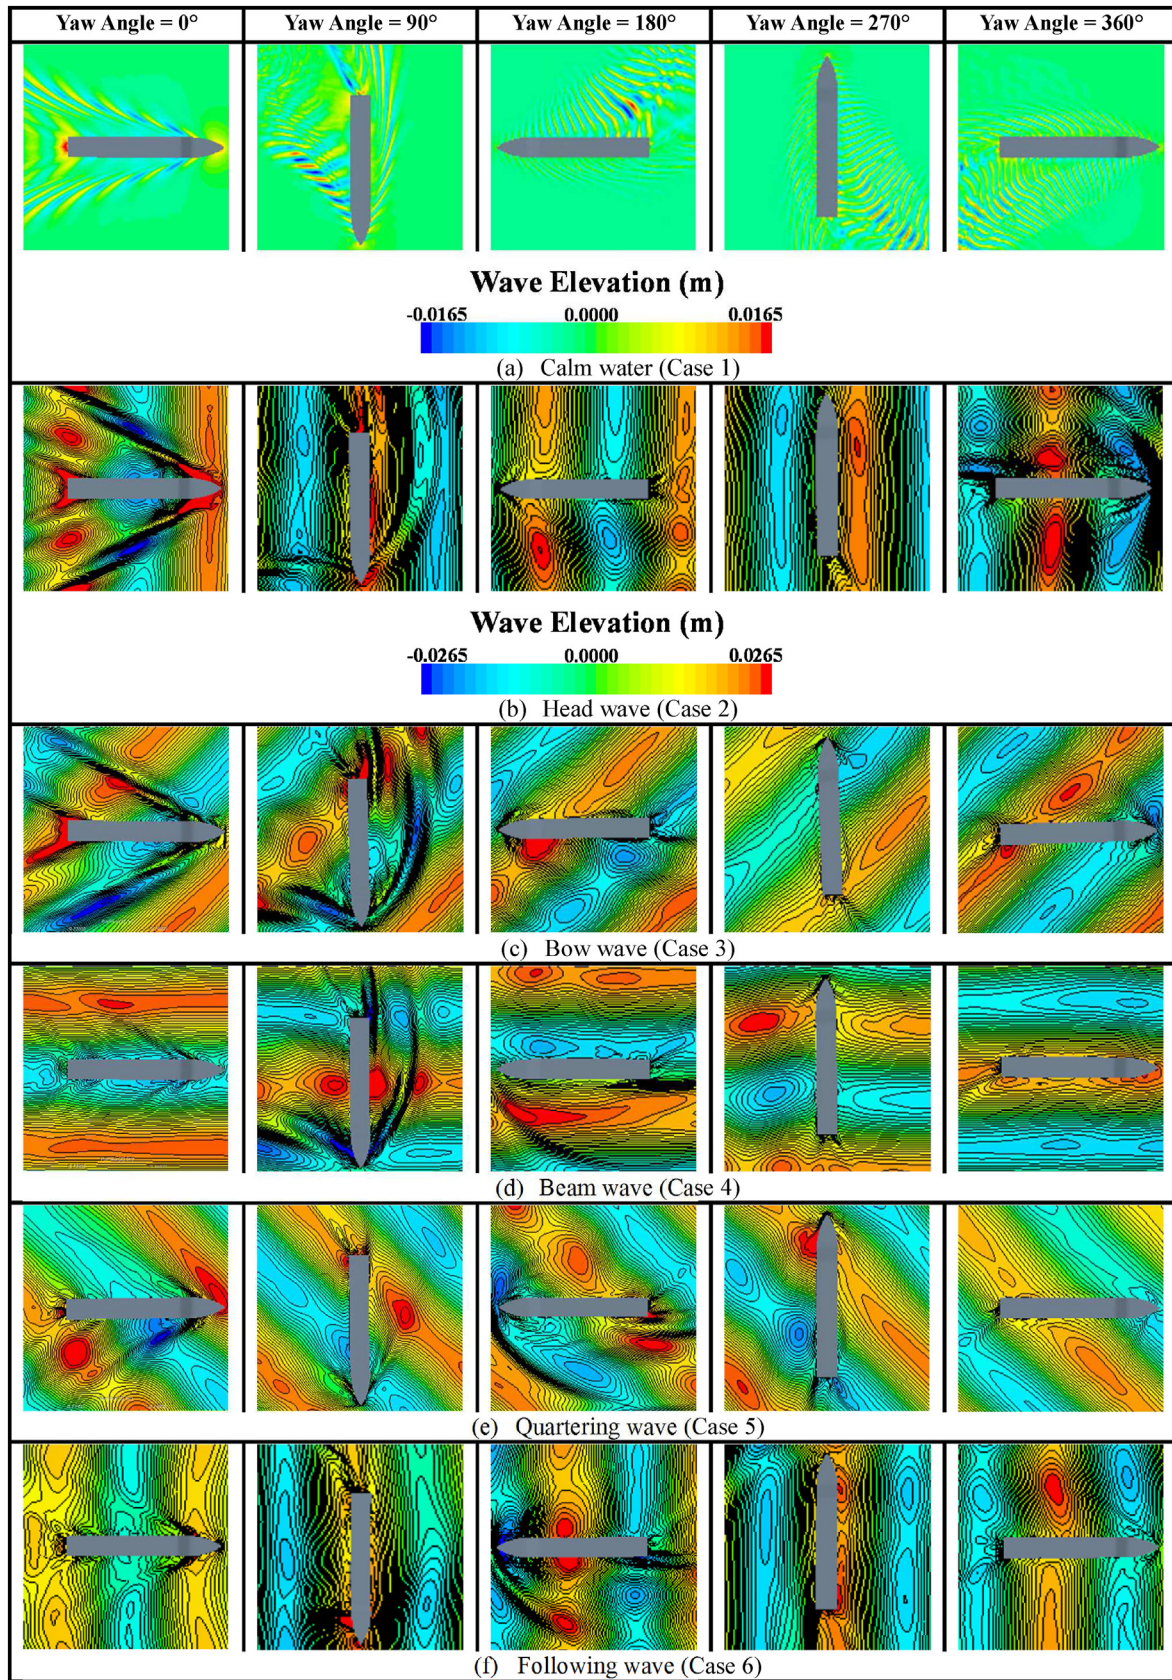 Yaw Angle = 0° Yaw Angle = 90° Yaw Angle = 180° Yaw Angle = 270° Yaw Angle = 360°
Wave Elevation (m)
-0.0165 0.0000 0.0165
(a) Calm water (Case 1)
Wave Elevation (m)
-0.0265 0.0000 0.0265
(b) Head wave (Case 2)
(c) Bow wave (Case 3)
(d) Beam wave (Case 4)
(e) Quartering wave (Case 5)
(f) Following wave (Case 6)